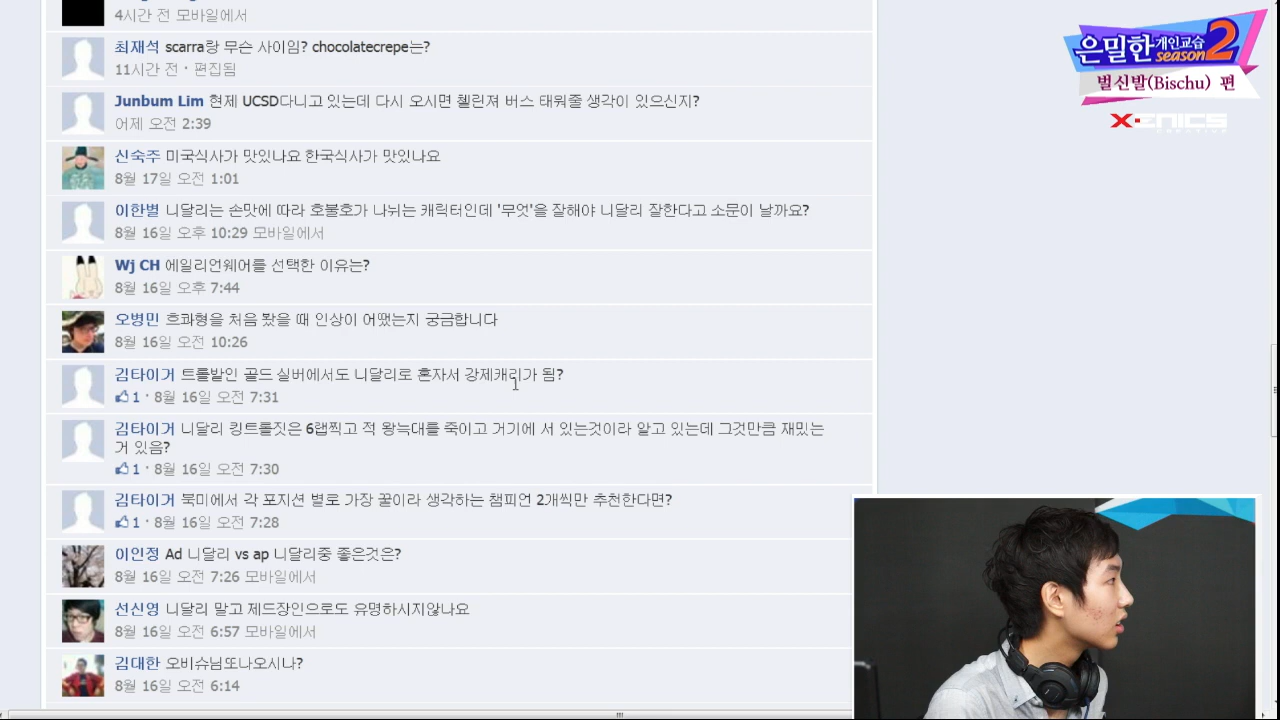 4시간 전 모바일에서
최재석 scarra랑 무슨 사이임? chocolatecrepe는?
11시간 전 · 편집됨
Junbum Lim 현제 UCSD다니고 있는데 다시 오시면 첼린져 버스 태워줄 생각이 있으신지?
어제 오전 2:39
신숙주 미국식사가 맛있나요 한국식사가 맛있나요
8월 17일 오전 1:01
이한별 니달리는 손맛에 따라 호불호가 나뉘는 캐릭터인데 '무엇'을 잘해야 니달리 잘한다고 소문이 날까요?
8월 16일 오후 10:29 모바일에서
Wj CH 에일리언웨어를 선택한 이유는?
8월 16일 오후 7:44
오병민 흐콰형을 처음 봤을 때 인상이 어땠는지 궁금합니다
8월 16일 오전 10:26
김타이거 트롤밭인 골드 실버에서도 니달리로 혼자서 강제캐리가 됨?
1 · 8월 16일 오전 7:31
김타이거 니달리 킹트롤짓은 6랩찍고 적 왕늑대를 죽이고 거기에 서 있는것이라 알고 있는데 그것만큼 재밌는
거 있음?
1 · 8월 16일 오전 7:30
김타이거 북미에서 각 포지션 별로 가장 꿀이라 생각하는 챔피언 2개씩만 추천한다면?
1 · 8월 16일 오전 7:28
이인정 Ad 니달리 vs ap 니달리중 좋은것은?
8월 16일 오전 7:26 모바일에서
선신영 니달리 말고 제드장인으로도 유명하시지않나요
8월 16일 오전 6:57 모바일에서
김대한 오비슈님또나오시나?
8월 16일 오전 6:14
은밀한 개인교습 season2
벌신발(Bischu) 편
X-ENICS